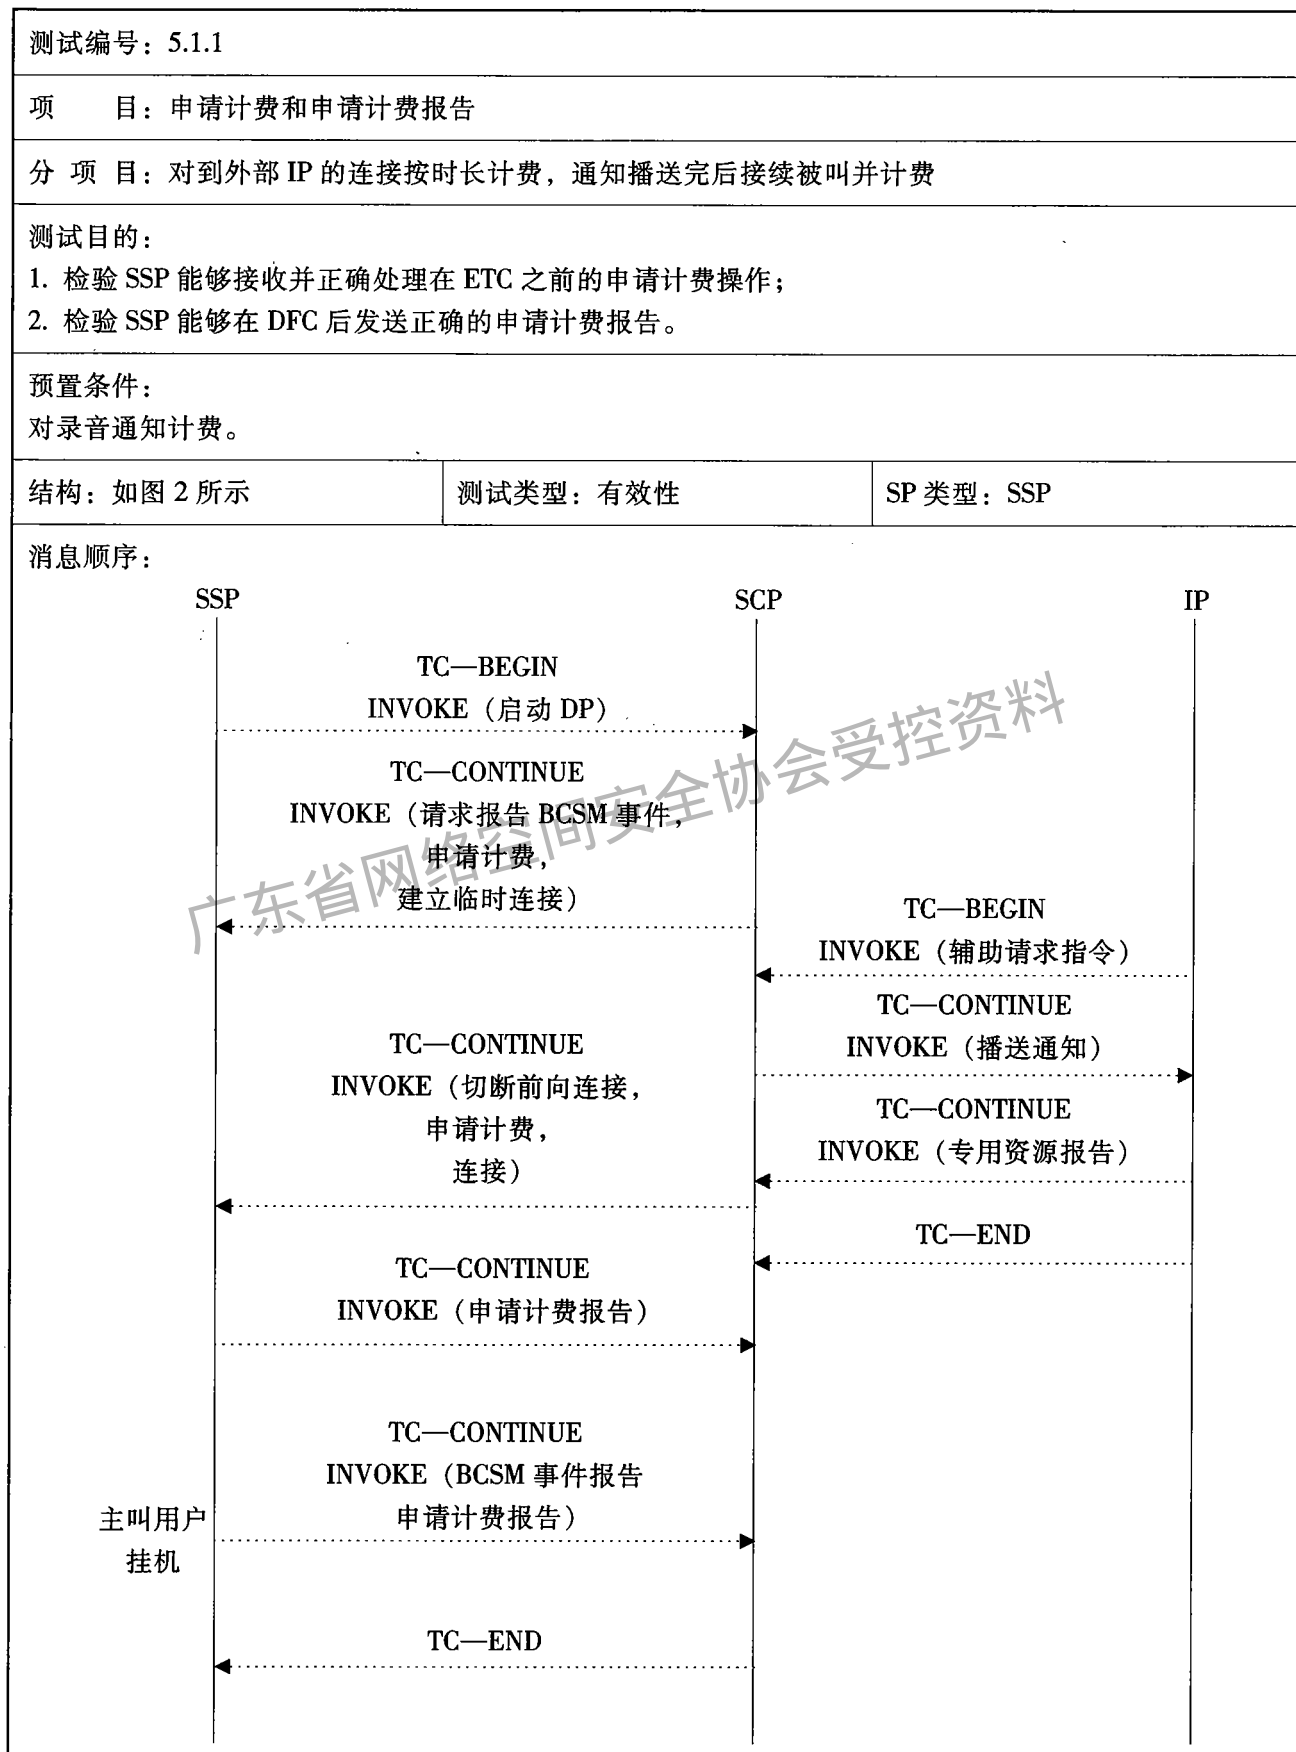 测试编号：5.1.1
项　　目：申请计费和申请计费报告
分 项 目：对到外部 IP 的连接按时长计费，通知播送完后接续被叫并计费
测试目的：
1. 检验 SSP 能够接收并正确处理在 ETC 之前的申请计费操作；
2. 检验 SSP 能够在 DFC 后发送正确的申请计费报告。
预置条件：
对录音通知计费。
结构：如图 2 所示　测试类型：有效性　SP 类型：SSP
消息顺序：
SSP　SCP　IP
TC—BEGIN
INVOKE（启动 DP）
TC—CONTINUE
INVOKE（请求报告 BCSM 事件，
申请计费，
建立临时连接）
TC—BEGIN
INVOKE（辅助请求指令）
TC—CONTINUE
INVOKE（播送通知）
TC—CONTINUE
INVOKE（切断前向连接，
申请计费，
连接）
TC—CONTINUE
INVOKE（专用资源报告）
TC—END
TC—CONTINUE
INVOKE（申请计费报告）
TC—CONTINUE
INVOKE（BCSM 事件报告
申请计费报告）
主叫用户
挂机
TC—END
广东省网络空间安全协会受控资料